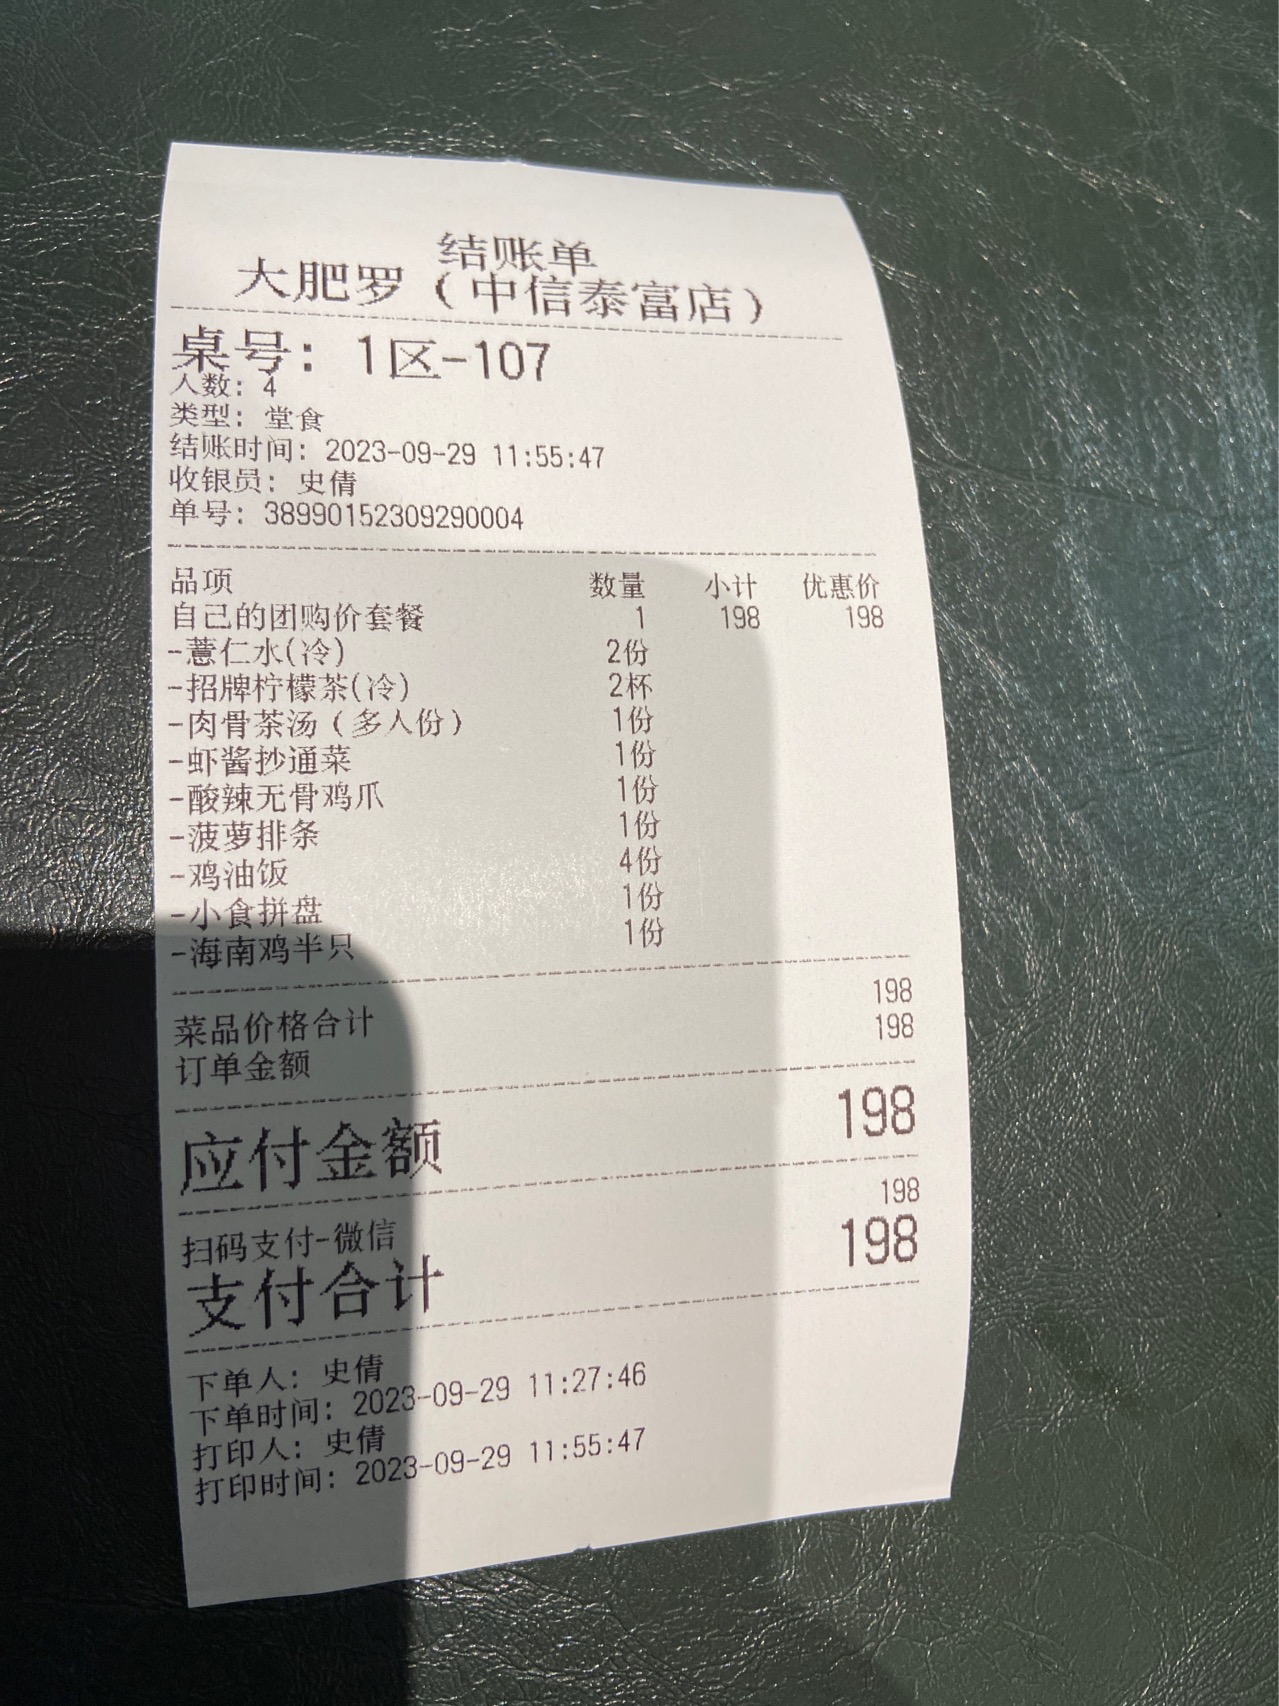 结账单
大肥罗（中信泰富店）
桌号: 1区-107
人数: 4
类型: 堂食
结账时间: 2023-09-29 11:55:47
收银员: 史倩
单号: 389901523092900​04
品项 数量 小计 优惠价
自己的团购价套餐 1 198 198
-薏仁水(冷) 2份
-招牌柠檬茶(冷) 2杯
-肉骨茶汤（多人份） 1份
-虾酱抄通菜 1份
-酸辣无骨鸡爪 1份
-菠萝排条 1份
-鸡油饭 4份
-小食拼盘 1份
-海南鸡半只 1份
菜品价格合计 198
订单金额 198
应付金额 198
扫码支付-微信 198
支付合计 198
下单人: 史倩
下单时间: 2023-09-29 11:27:46
打印人: 史倩
打印时间: 2023-09-29 11:55:47